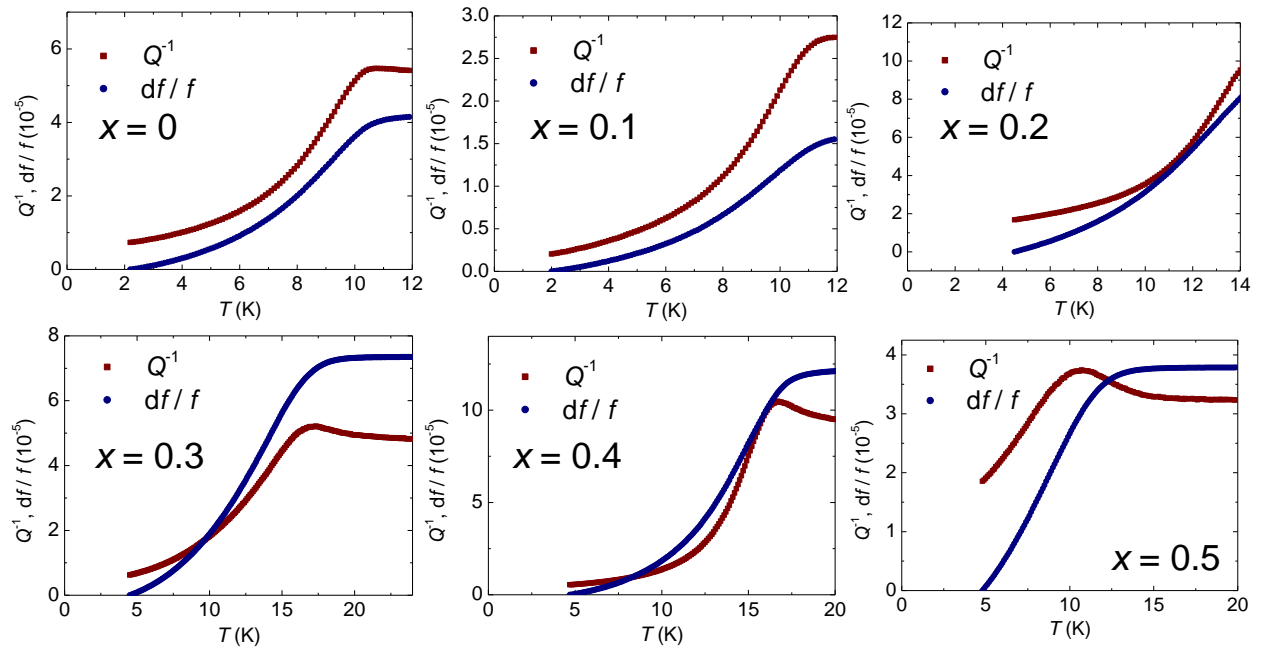 Q⁻¹, df / f (10⁻⁵)
6
4
2
0
Q⁻¹
df / f
x = 0
0 2 4 6 8 10 12
T (K)
Q⁻¹, df / f (10⁻⁵)
3.0
2.5
2.0
1.5
1.0
0.5
0.0
Q⁻¹
df / f
x = 0.1
0 2 4 6 8 10 12
T (K)
Q⁻¹, df / f (10⁻⁵)
12
10
8
6
4
2
0
Q⁻¹
df / f
x = 0.2
0 2 4 6 8 10 12 14
T (K)
Q⁻¹, df / f (10⁻⁵)
8
6
4
2
0
Q⁻¹
df / f
x = 0.3
0 5 10 15 20
T (K)
Q⁻¹, df / f (10⁻⁵)
10
5
0
Q⁻¹
df / f
x = 0.4
0 5 10 15 20
T (K)
Q⁻¹, df / f (10⁻⁵)
4
3
2
1
0
Q⁻¹
df / f
x = 0.5
0 5 10 15 20
T (K)